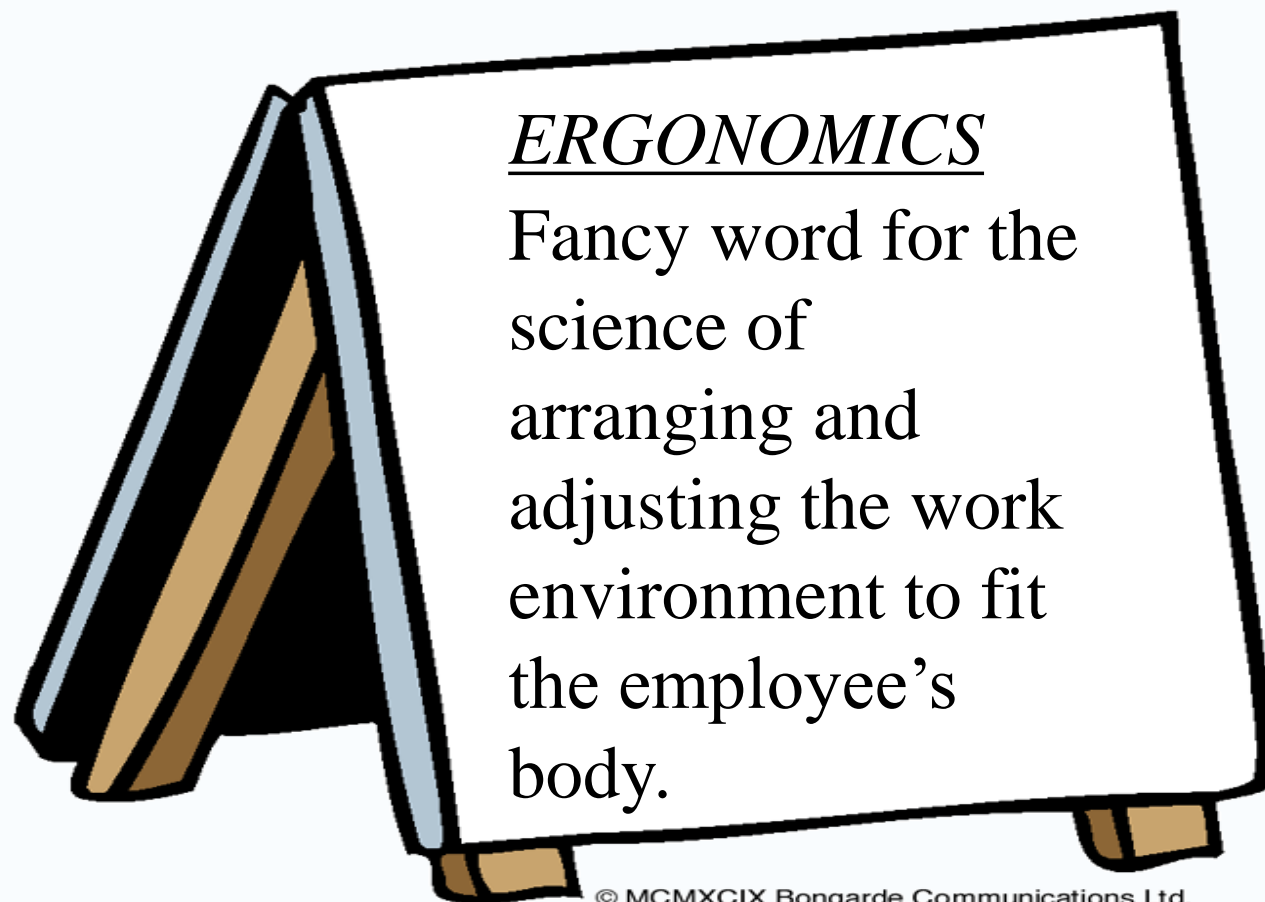 ERGONOMICS
Fancy word for the
science of
arranging and
adjusting the work
environment to fit
the employee’s
body.
© MCMXCIX Bongarde Communications Ltd